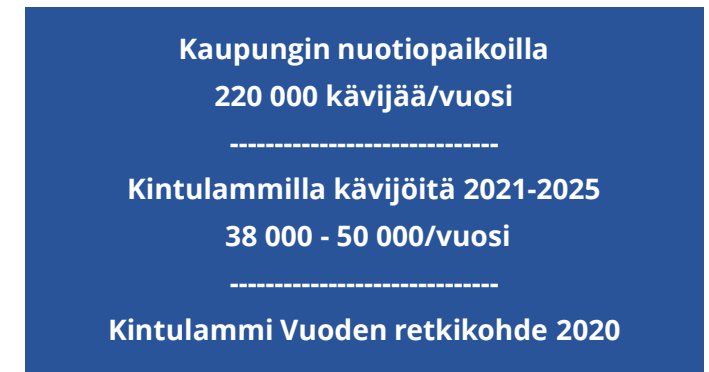 Kaupungin nuotiopaikoilla
220 000 kävijää/vuosi
------------------------------
Kintulammilla kävijöitä 2021-2025
38 000 - 50 000/vuosi
------------------------------
Kintulammi Vuoden retkikohde 2020